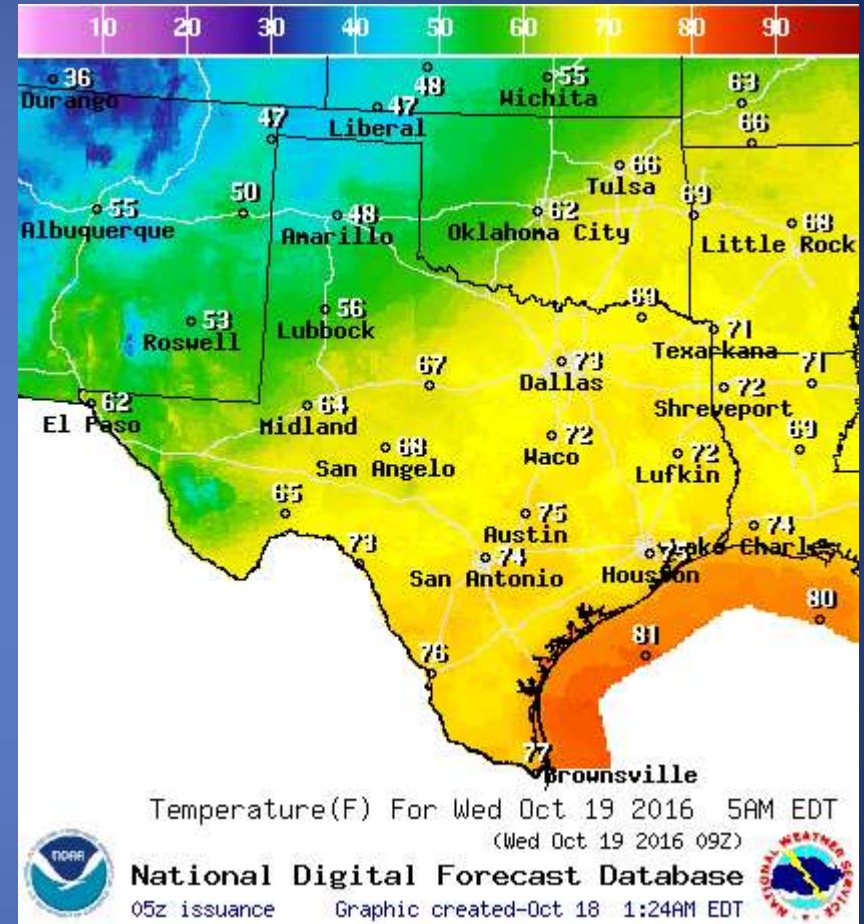 10 20 30 40 50 60 70 80 90
36
Durango
48
55
Wichita
63
47
Liberal
47
66
66
Tulsa
55
Albuquerque
50
48
Amarillo
62
Oklahoma City
69
68
Little Rock
53
Roswell
56
Lubbock
69
71
Texarkana
73
Dallas
67
72
Shreveport
71
62
El Paso
64
Midland
68
San Angelo
72
Waco
72
Lufkin
69
65
75
Austin
74
Lake Charles
73
74
San Antonio
75
Houston
76
81
80
77
Brownsville
Temperature(F) For Wed Oct 19 2016 5AM EDT
(Wed Oct 19 2016 09Z)
NOAA
NATIONAL WEATHER SERVICE
National Digital Forecast Database
05z issuance Graphic created-Oct 18 1:24AM EDT